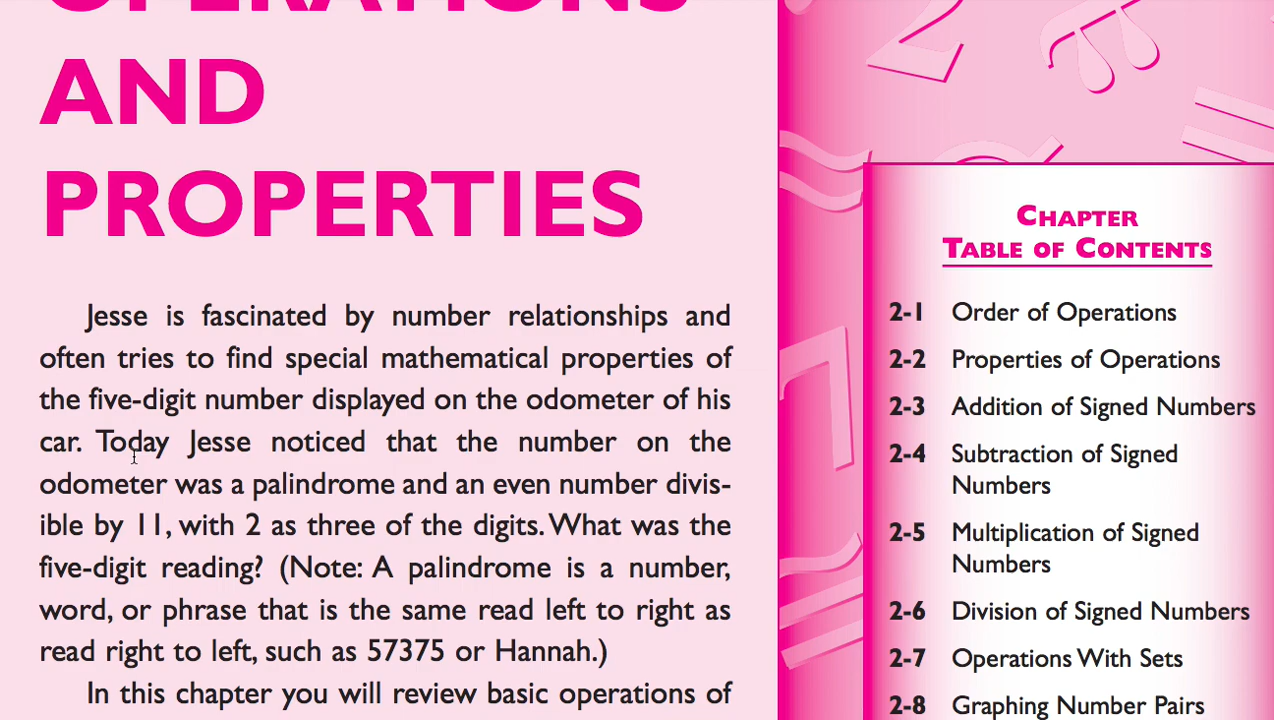 OPERATIONS
AND
PROPERTIES
Jesse is fascinated by number relationships and
often tries to find special mathematical properties of
the five-digit number displayed on the odometer of his
car. Today Jesse noticed that the number on the
odometer was a palindrome and an even number divis-
ible by 11, with 2 as three of the digits. What was the
five-digit reading? (Note: A palindrome is a number,
word, or phrase that is the same read left to right as
read right to left, such as 57375 or Hannah.)
In this chapter you will review basic operations of
CHAPTER
TABLE OF CONTENTS
2-1 Order of Operations
2-2 Properties of Operations
2-3 Addition of Signed Numbers
2-4 Subtraction of Signed
Numbers
2-5 Multiplication of Signed
Numbers
2-6 Division of Signed Numbers
2-7 Operations With Sets
2-8 Graphing Number Pairs